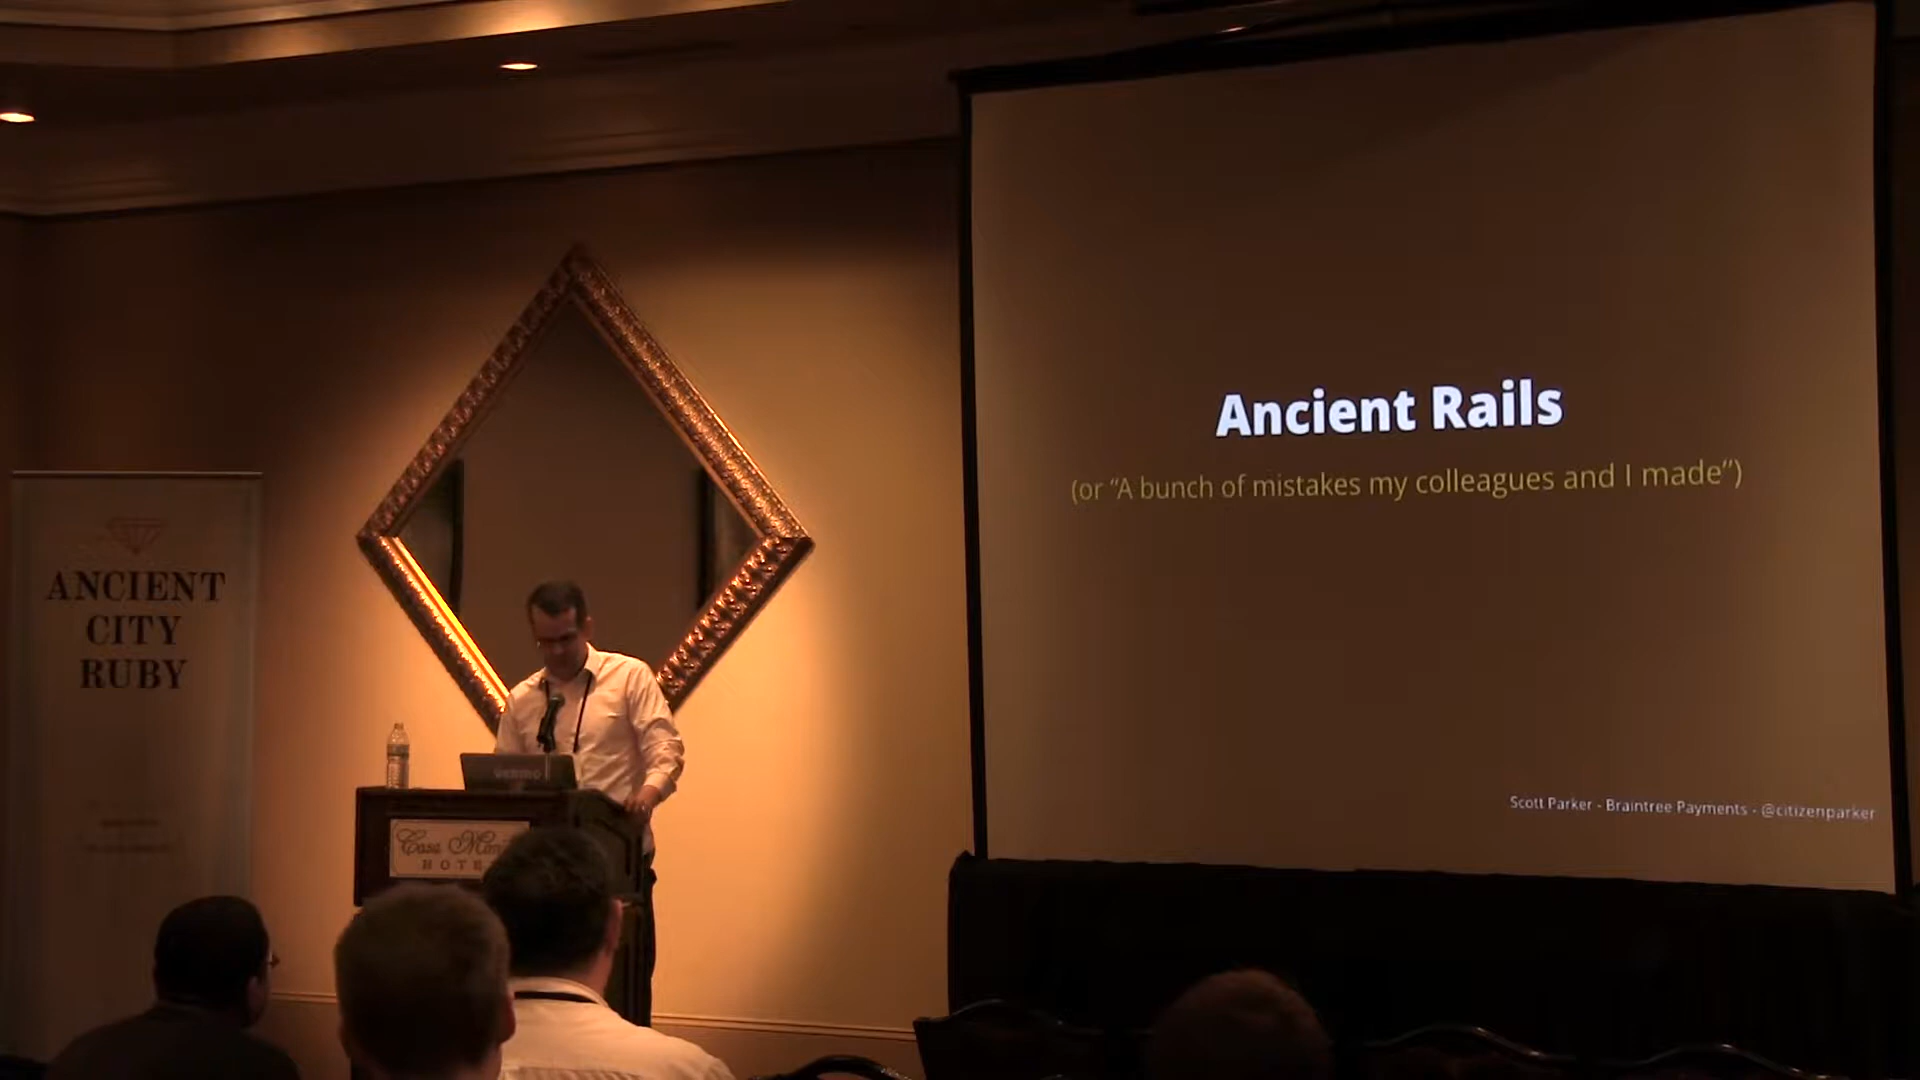 ANCIENT
CITY
RUBY
Ancient Rails
(or “A bunch of mistakes my colleagues and I made”)
Scott Parker - Braintree Payments - @citizenparker
Casa